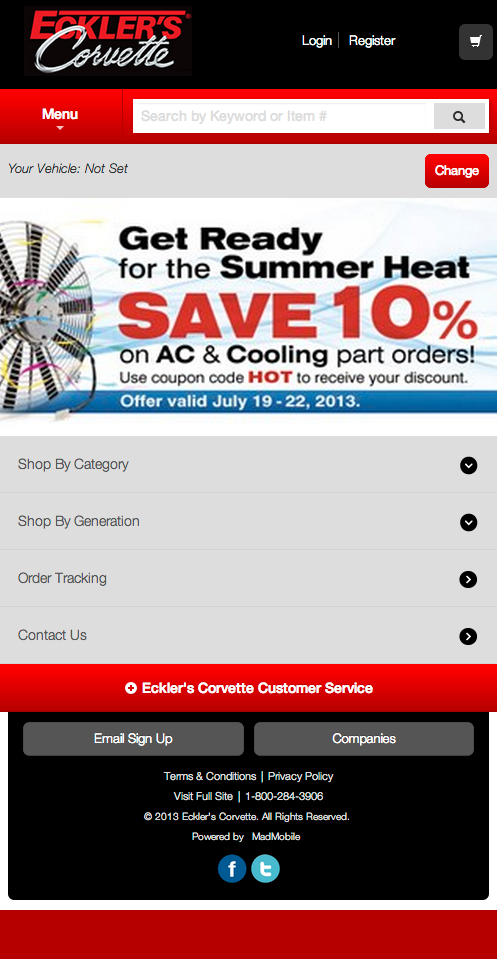 ECKLER'S®
Corvette
Login | Register
Menu
Search by Keyword or Item #
Your Vehicle: Not Set
Change
Get Ready
for the Summer Heat
SAVE 10%
on AC & Cooling part orders!
Use coupon code HOT to receive your discount.
Offer valid July 19 - 22, 2013.
Shop By Category
Shop By Generation
Order Tracking
Contact Us
Eckler's Corvette Customer Service
Email Sign Up
Companies
Terms & Conditions | Privacy Policy
Visit Full Site | 1-800-284-3906
© 2013 Eckler's Corvette. All Rights Reserved.
Powered by MadMobile